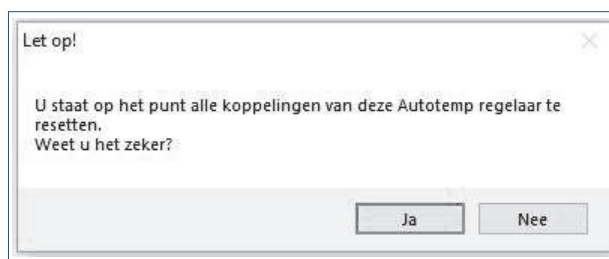 Let op!
U staat op het punt alle koppelingen van deze Autotemp regelaar te
resetten.
Weet u het zeker?
Ja
Nee